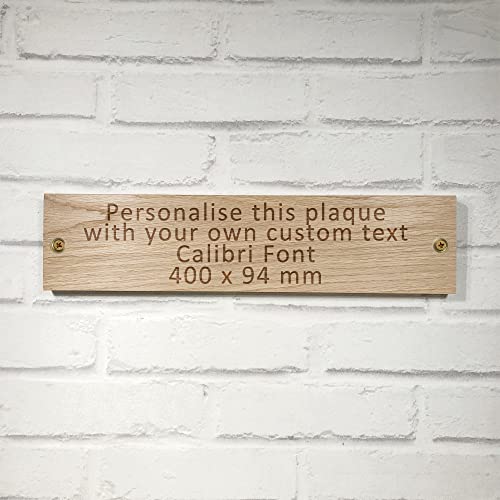 Personalise this plaque
with your own custom text
Calibri Font
400 x 94 mm